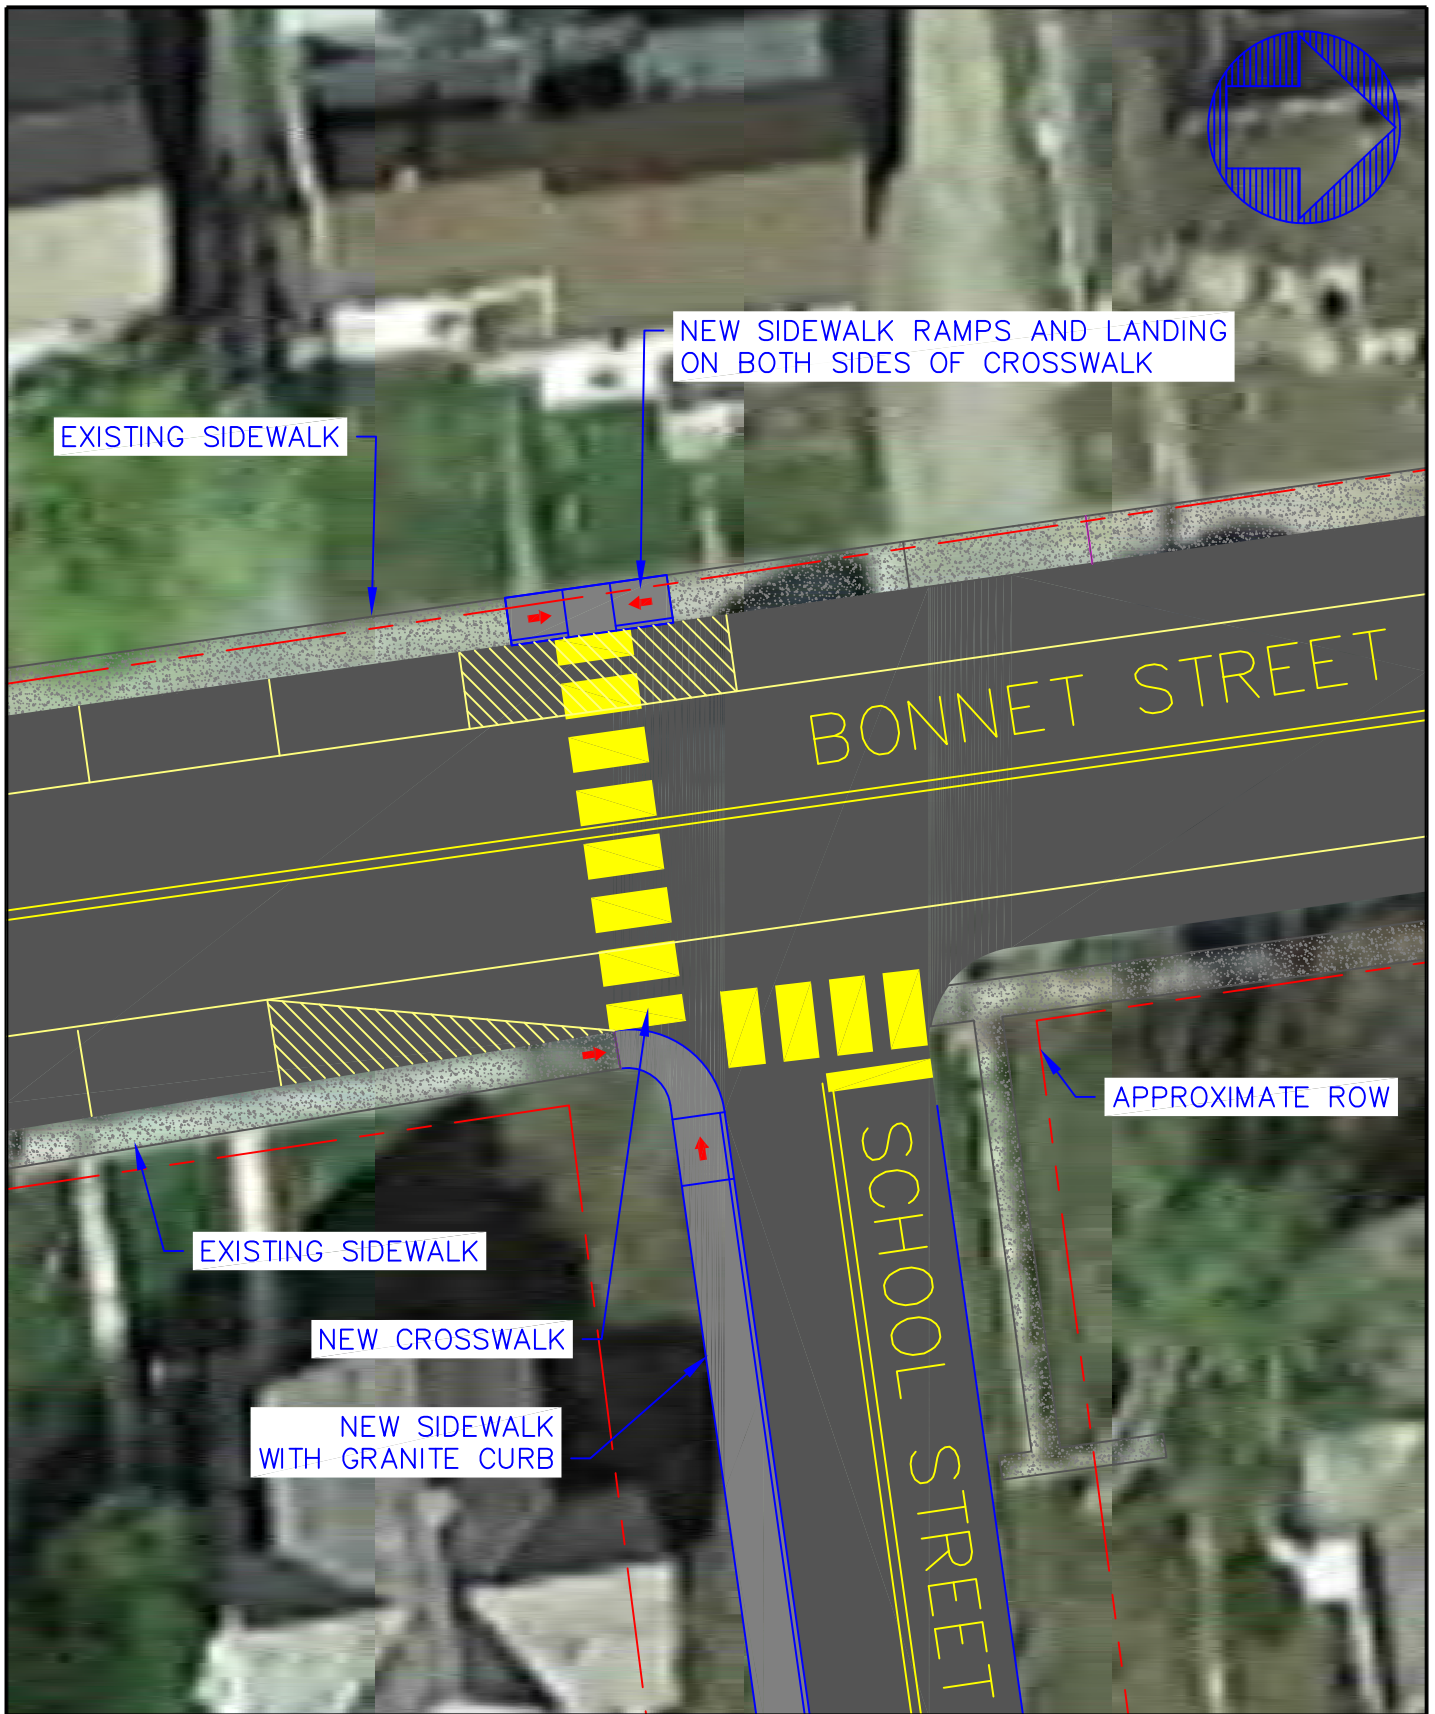 NEW SIDEWALK RAMPS AND LANDING
ON BOTH SIDES OF CROSSWALK
EXISTING SIDEWALK
BONNET STREET
APPROXIMATE ROW
SCHOOL STREET
EXISTING SIDEWALK
NEW CROSSWALK
NEW SIDEWALK
WITH GRANITE CURB